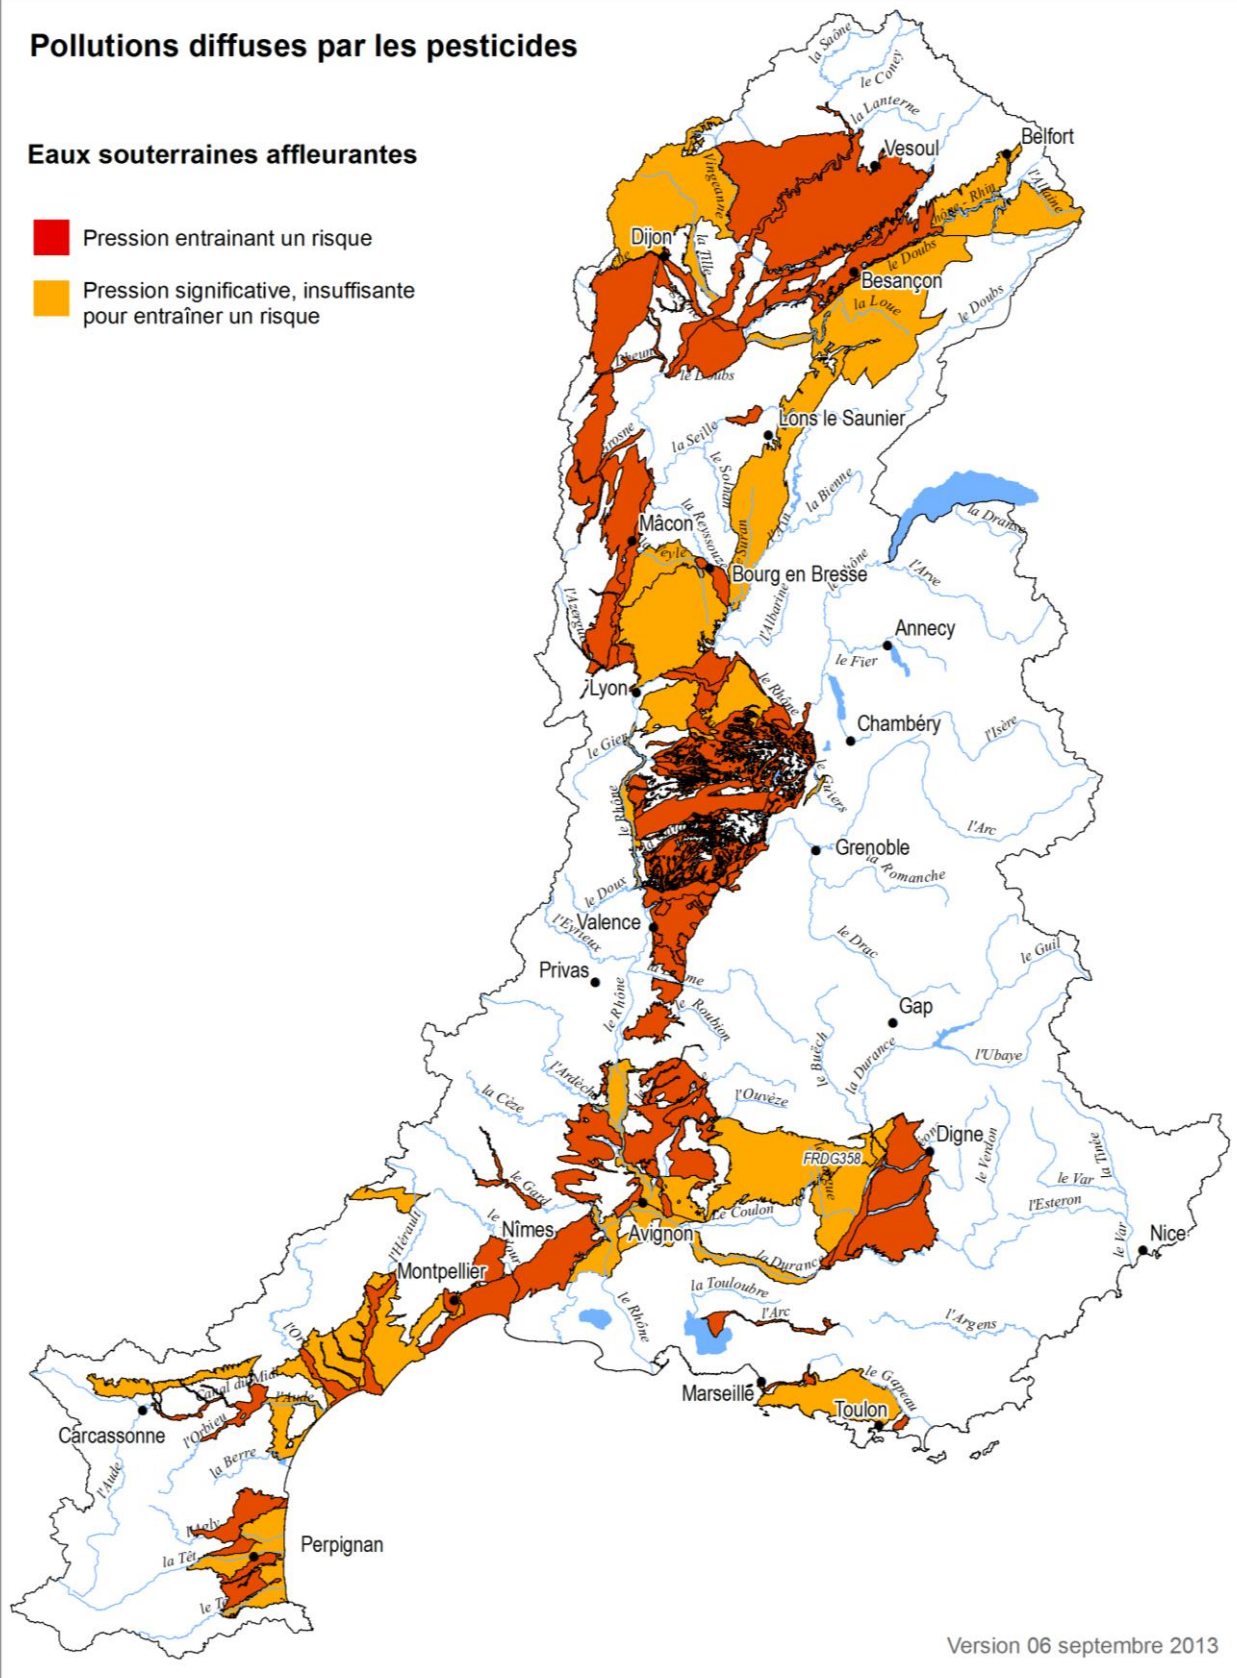 Pollutions diffuses par les pesticides
Eaux souterraines affleurantes
Pression entrainant un risque
Pression significative, insuffisante
pour entraîner un risque
la Saône
le Coney
la Lanterne
Vesoul
Belfort
l'Allaine
Vingeanne
hône - Rhin
Dijon
la Tille
le Doubs
Besançon
la Loue
le Doubs
le Doubs
Lons le Saunier
la Seille
le Solnan
la Bienne
Mâcon
la Reyssouze
Suran
l'Ain
la Dranse
Bourg en Bresse
le Rhône
l'Arve
l'Albarine
Annecy
le Fier
Lyon
le Rhône
Chambéry
l'Isère
le Gier
le Guiers
le Rhône
l'Arc
Grenoble
la Romanche
le Doux
Valence
l'Eyrieux
le Drac
le Guil
Privas
le Rhône
le Roubion
Gap
le Buëch
la Durance
l'Ubaye
l'Ardèche
la Cèze
l'Ouvèze
Digne
FRDG358
le Verdon
la Tinée
le Var
le Gard
l'Esteron
Le Coulon
l'Hérault
Nîmes
Avignon
le Var
Nice
la Durance
Montpellier
la Touloubre
le Rhône
l'Arc
l'Argens
Canal du Midi
l'Aude
Marseille
le Gapeau
Toulon
Carcassonne
l'Orbieu
la Berre
l'Aude
l'Agly
la Têt
Perpignan
Version 06 septembre 2013